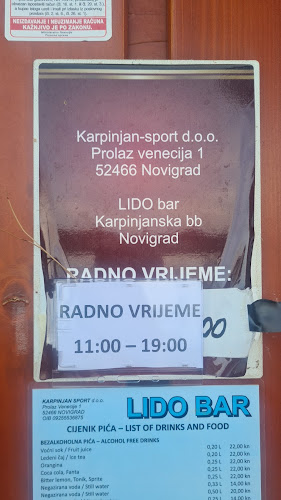 NEIZDAVANJE I NEUZIMANJE RAČUNA
KAŽNJIVO JE PO ZAKONU.
Karpinjan-sport d.o.o.
Prolaz venecija 1
52466 Novigrad
LIDO bar
Karpinjanska bb
Novigrad
RADNO VRIJEME:
00
RADNO VRIJEME
11:00 – 19:00
KARPINJAN SPORT d.o.o.
Prolaz Venecija 1
52466 NOVIGRAD
LIDO BAR
CIJENIK PIĆA – LIST OF DRINKS AND FOOD
BEZALKOHOLNA PIĆA – ALCOHOL FREE DRINKS
Voćni sok / Fruit juice 0,20 L 22,00 kn
Ledeni čaj / Ice tea 0,25 L 22,00 kn
Orangina 0,25 L 22,00 kn
Coca cola, Fanta 0,25 L 22,00 kn
Bitter lemon, Tonik, Sprite 0,25 L 22,00 kn
Negazirana voda / Still water 0,33 L 14,00 kn
Negazirana voda / Still water 0,50 L